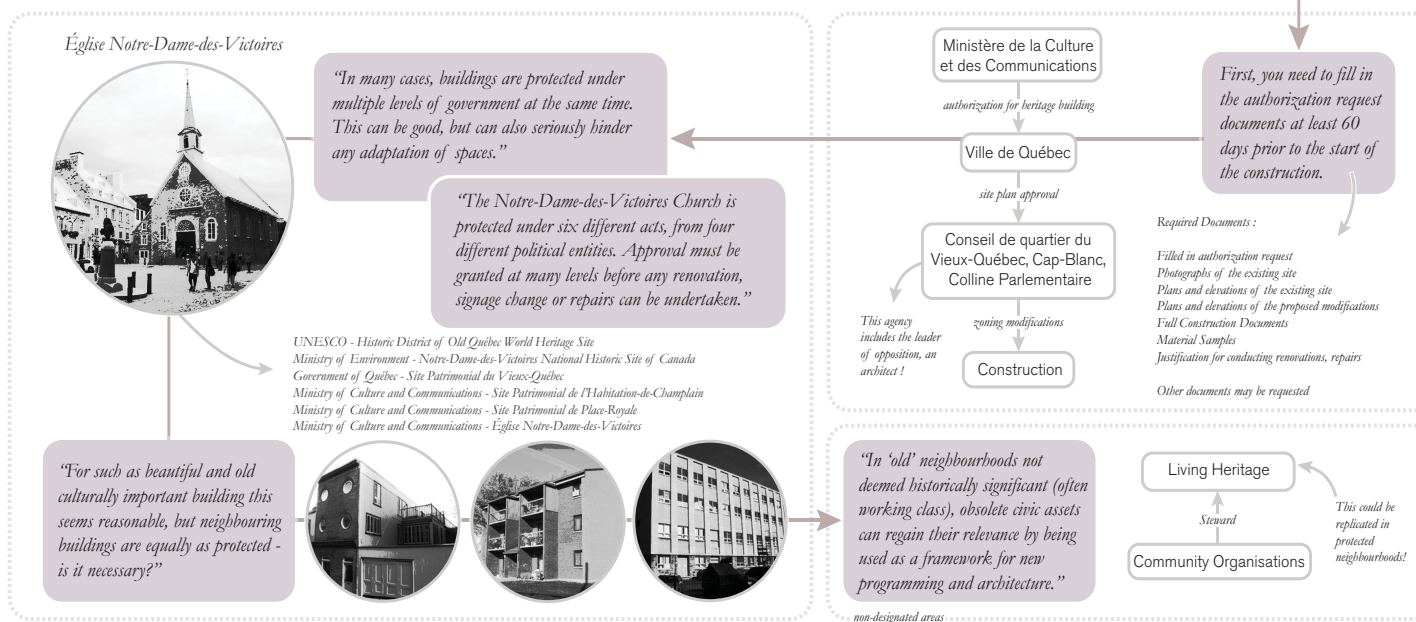 Église Notre-Dame-des-Victoires
“In many cases, buildings are protected under
multiple levels of government at the same time.
This can be good, but can also seriously hinder
any adaptation of spaces.”
“The Notre-Dame-des-Victoires Church is
protected under six different acts, from four
different political entities. Approval must be
granted at many levels before any renovation,
signage change or repairs can be undertaken.”
UNESCO - Historic District of Old Québec World Heritage Site
Ministry of Environment - Notre-Dame-des-Victoires National Historic Site of Canada
Government of Québec - Site Patrimonial du Vieux-Québec
Ministry of Culture and Communications - Site Patrimonial de l'Habitation-de-Champlain
Ministry of Culture and Communications - Site Patrimonial de Place-Royale
Ministry of Culture and Communications - Église Notre-Dame-des-Victoires
“For such as beautiful and old
culturally important building this
seems reasonable, but neighbouring
buildings are equally as protected -
is it necessary?”
Ministère de la Culture
et des Communications
authorization for heritage building
Ville de Québec
site plan approval
Conseil de quartier du
Vieux-Québec, Cap-Blanc,
Colline Parlementaire
This agency
includes the leader
of opposition, an
architect !
zoning modifications
Construction
First, you need to fill in
the authorization request
documents at least 60
days prior to the start of
the construction.
Required Documents :
Filled in authorization request
Photographs of the existing site
Plans and elevations of the existing site
Plans and elevations of the proposed modifications
Full Construction Documents
Material Samples
Justification for conducting renovations, repairs
Other documents may be requested
“In ‘old’ neighbourhoods not
deemed historically significant (often
working class), obsolete civic assets
can regain their relevance by being
used as a framework for new
programming and architecture.”
non-designated areas
Living Heritage
Steward
Community Organisations
This could be
replicated in
protected
neighbourhoods!